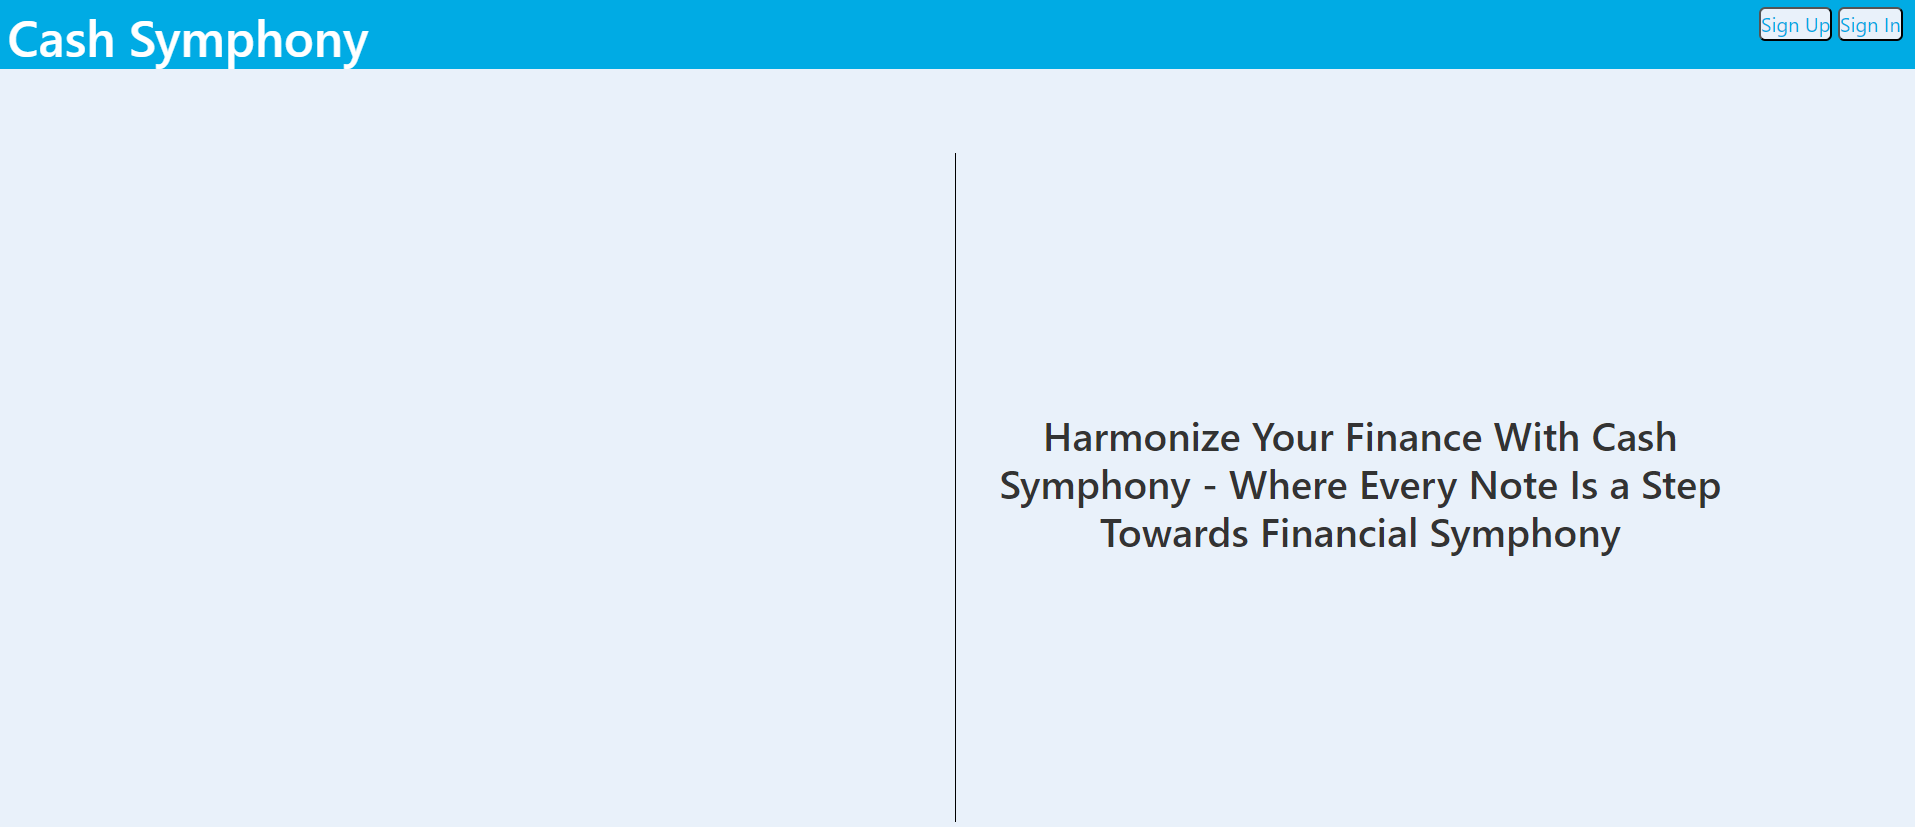 Cash Symphony
Sign Up
Sign In
Harmonize Your Finance With Cash
Symphony - Where Every Note Is a Step
Towards Financial Symphony